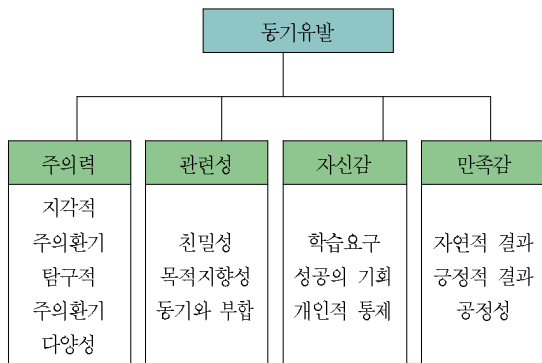 동기유발
주의력
지각적
주의환기
탐구적
주의환기
다양성
관련성
친밀성
목적지향성
동기와 부합
자신감
학습요구
성공의 기회
개인적 통제
만족감
자연적 결과
긍정적 결과
공정성